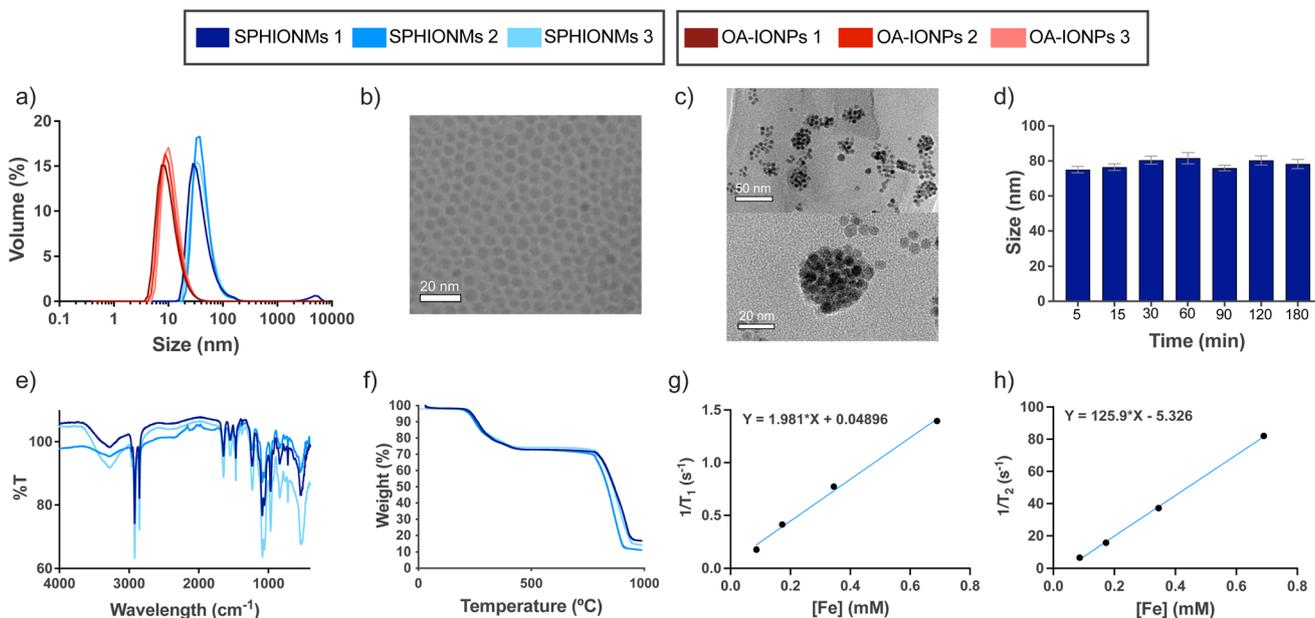 SPHIONMs 1 SPHIONMs 2 SPHIONMs 3 OA-IONPs 1 OA-IONPs 2 OA-IONPs 3
a)
20
15
10
5
0
Volume (%)
0.1 1 10 100 1000 10000
Size (nm)
b)
20 nm
c)
50 nm
20 nm
d)
100
80
60
40
20
0
Size (nm)
5 15 30 60 90 120 180
Time (min)
e)
100
80
60
%T
4000 3000 2000 1000
Wavelength (cm-1)
f)
100
90
80
70
60
50
40
30
20
10
0
Weight (%)
0 500 1000
Temperature (ºC)
g)
Y = 1.981*X + 0.04896
1.5
1.0
0.5
0.0
1/T1 (s-1)
0.0 0.2 0.4 0.6 0.8
[Fe] (mM)
h)
Y = 125.9*X - 5.326
100
80
60
40
20
0
1/T2 (s-1)
0.0 0.2 0.4 0.6 0.8
[Fe] (mM)